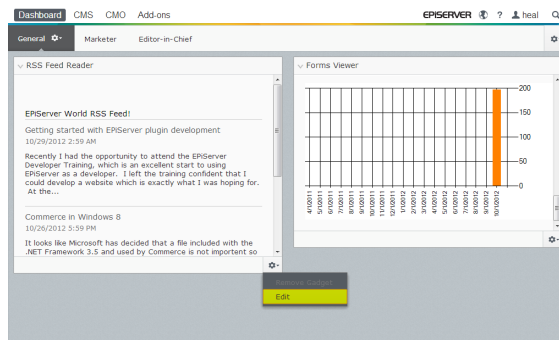 Dashboard CMS CMO Add-ons EPISERVER ? heal
General Marketer Editor-in-Chief
RSS Feed Reader
EPiServer World RSS Feed!
Getting started with EPiServer plugin development
10/29/2012 2:59 AM
Recently I had the opportunity to attend the EPiServer
Developer Training, which is an excellent start to using
EPiServer as a developer. I left the training confident that I
could develop a website which is exactly what I was hoping for.
At the...
Commerce in Windows 8
10/26/2012 5:59 PM
It looks like Microsoft has decided that a file included with the
.NET Framework 3.5 and used by Commerce is not important so
Remove Gadget
Edit
Forms Viewer
200
150
100
50
0
4/1/2011
5/1/2011
6/1/2011
7/1/2011
8/1/2011
9/1/2011
10/1/2011
11/1/2011
12/1/2011
1/1/2012
2/1/2012
3/1/2012
4/1/2012
5/1/2012
6/1/2012
7/1/2012
8/1/2012
9/1/2012
10/1/2012